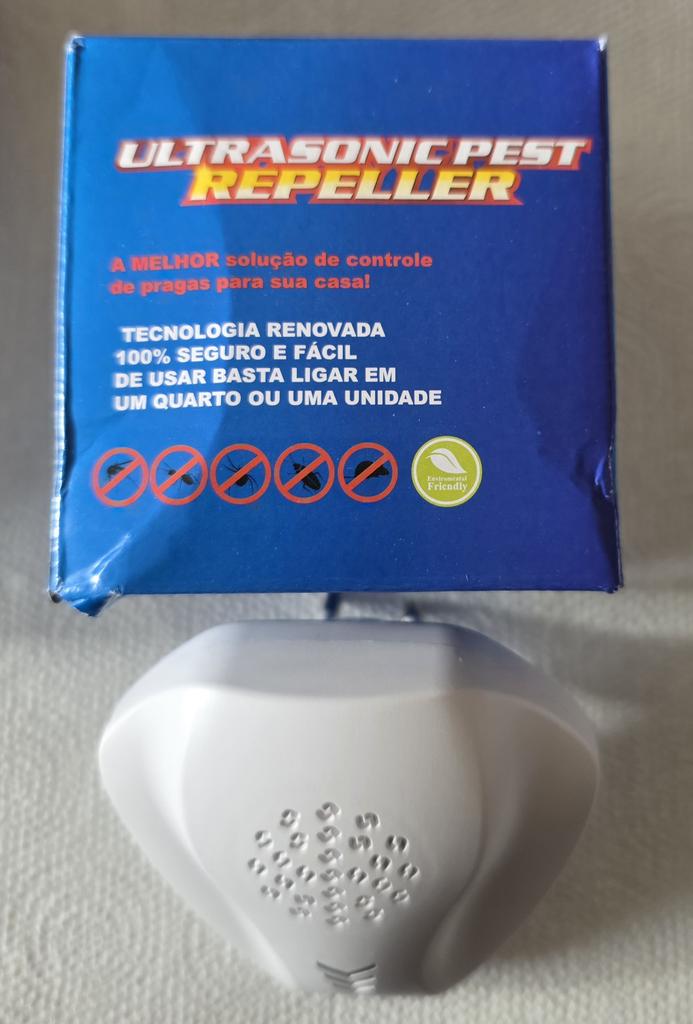 ULTRASONIC PEST
REPELLER
A MELHOR solução de controle
de pragas para sua casa!
TECNOLOGIA RENOVADA
100% SEGURO E FÁCIL
DE USAR BASTA LIGAR EM
UM QUARTO OU UMA UNIDADE
Enviromental
Friendly